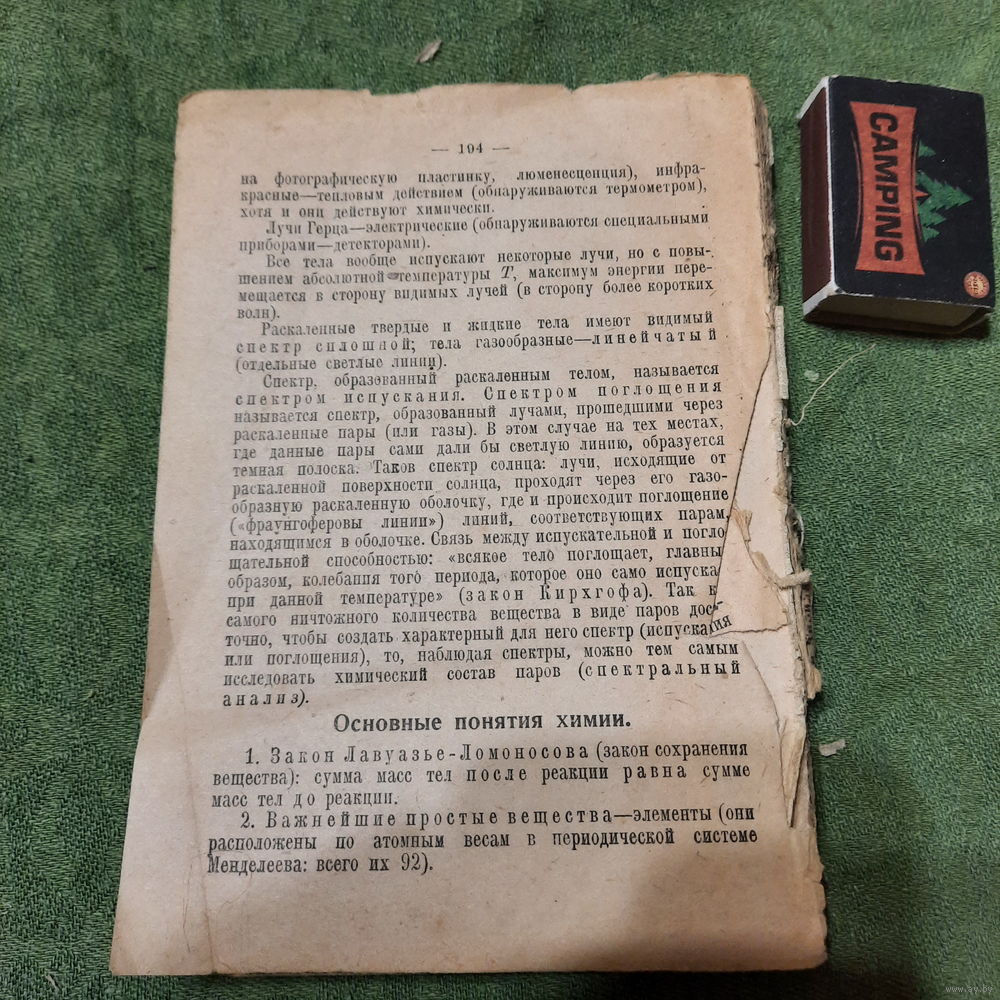 — 194 —
на фотографическую пластинку, люменесценция), инфра-
красные—тепловым действием (обнаруживаются термометром),
хотя и они действуют химически.
Лучи Герца—электрические (обнаруживаются специальными
приборами—детекторами).
Все тела вообще испускают некоторые лучи, но с повы-
шением абсолютной температуры T, максимум энергии пере-
мещается в сторону видимых лучей (в сторону более коротких
волн).
Раскаленные твердые и жидкие тела имеют видимый
спектр сплошной; тела газообразные—линейчатый
(отдельные светлые линии).
Спектр, образованный раскаленным телом, называется
спектром испускания. Спектром поглощения
называется спектр, образованный лучами, прошедшими через
раскаленные пары (или газы). В этом случае на тех местах,
где данные пары сами дали бы светлую линию, образуется
темная полоска. Таков спектр солнца: лучи, исходящие от
раскаленной поверхности солнца, проходят через его газо-
образную раскаленную оболочку, где и происходит поглощение
(«фраунгоферовы линии») линий, соответствующих парам,
находящимся в оболочке. Связь между испускательной и погло
щательной способностью: «всякое тело поглощает, главны
образом, колебания того периода, которое оно само испуска
при данной температуре» (закон Кирхгофа). Так к
самого ничтожного количества вещества в виде паров дос
точно, чтобы создать характерный для него спектр (испускания
или поглощения), то, наблюдая спектры, можно тем самым
исследовать химический состав паров (спектральный
анализ).
Основные понятия химии.
1. Закон Лавуазье-Ломоносова (закон сохранения
вещества): сумма масс тел после реакции равна сумме
масс тел до реакции.
2. Важнейшие простые вещества—элементы (они
расположены по атомным весам в периодической системе
Менделеева: всего их 92).
CAMPING
www.ay.by